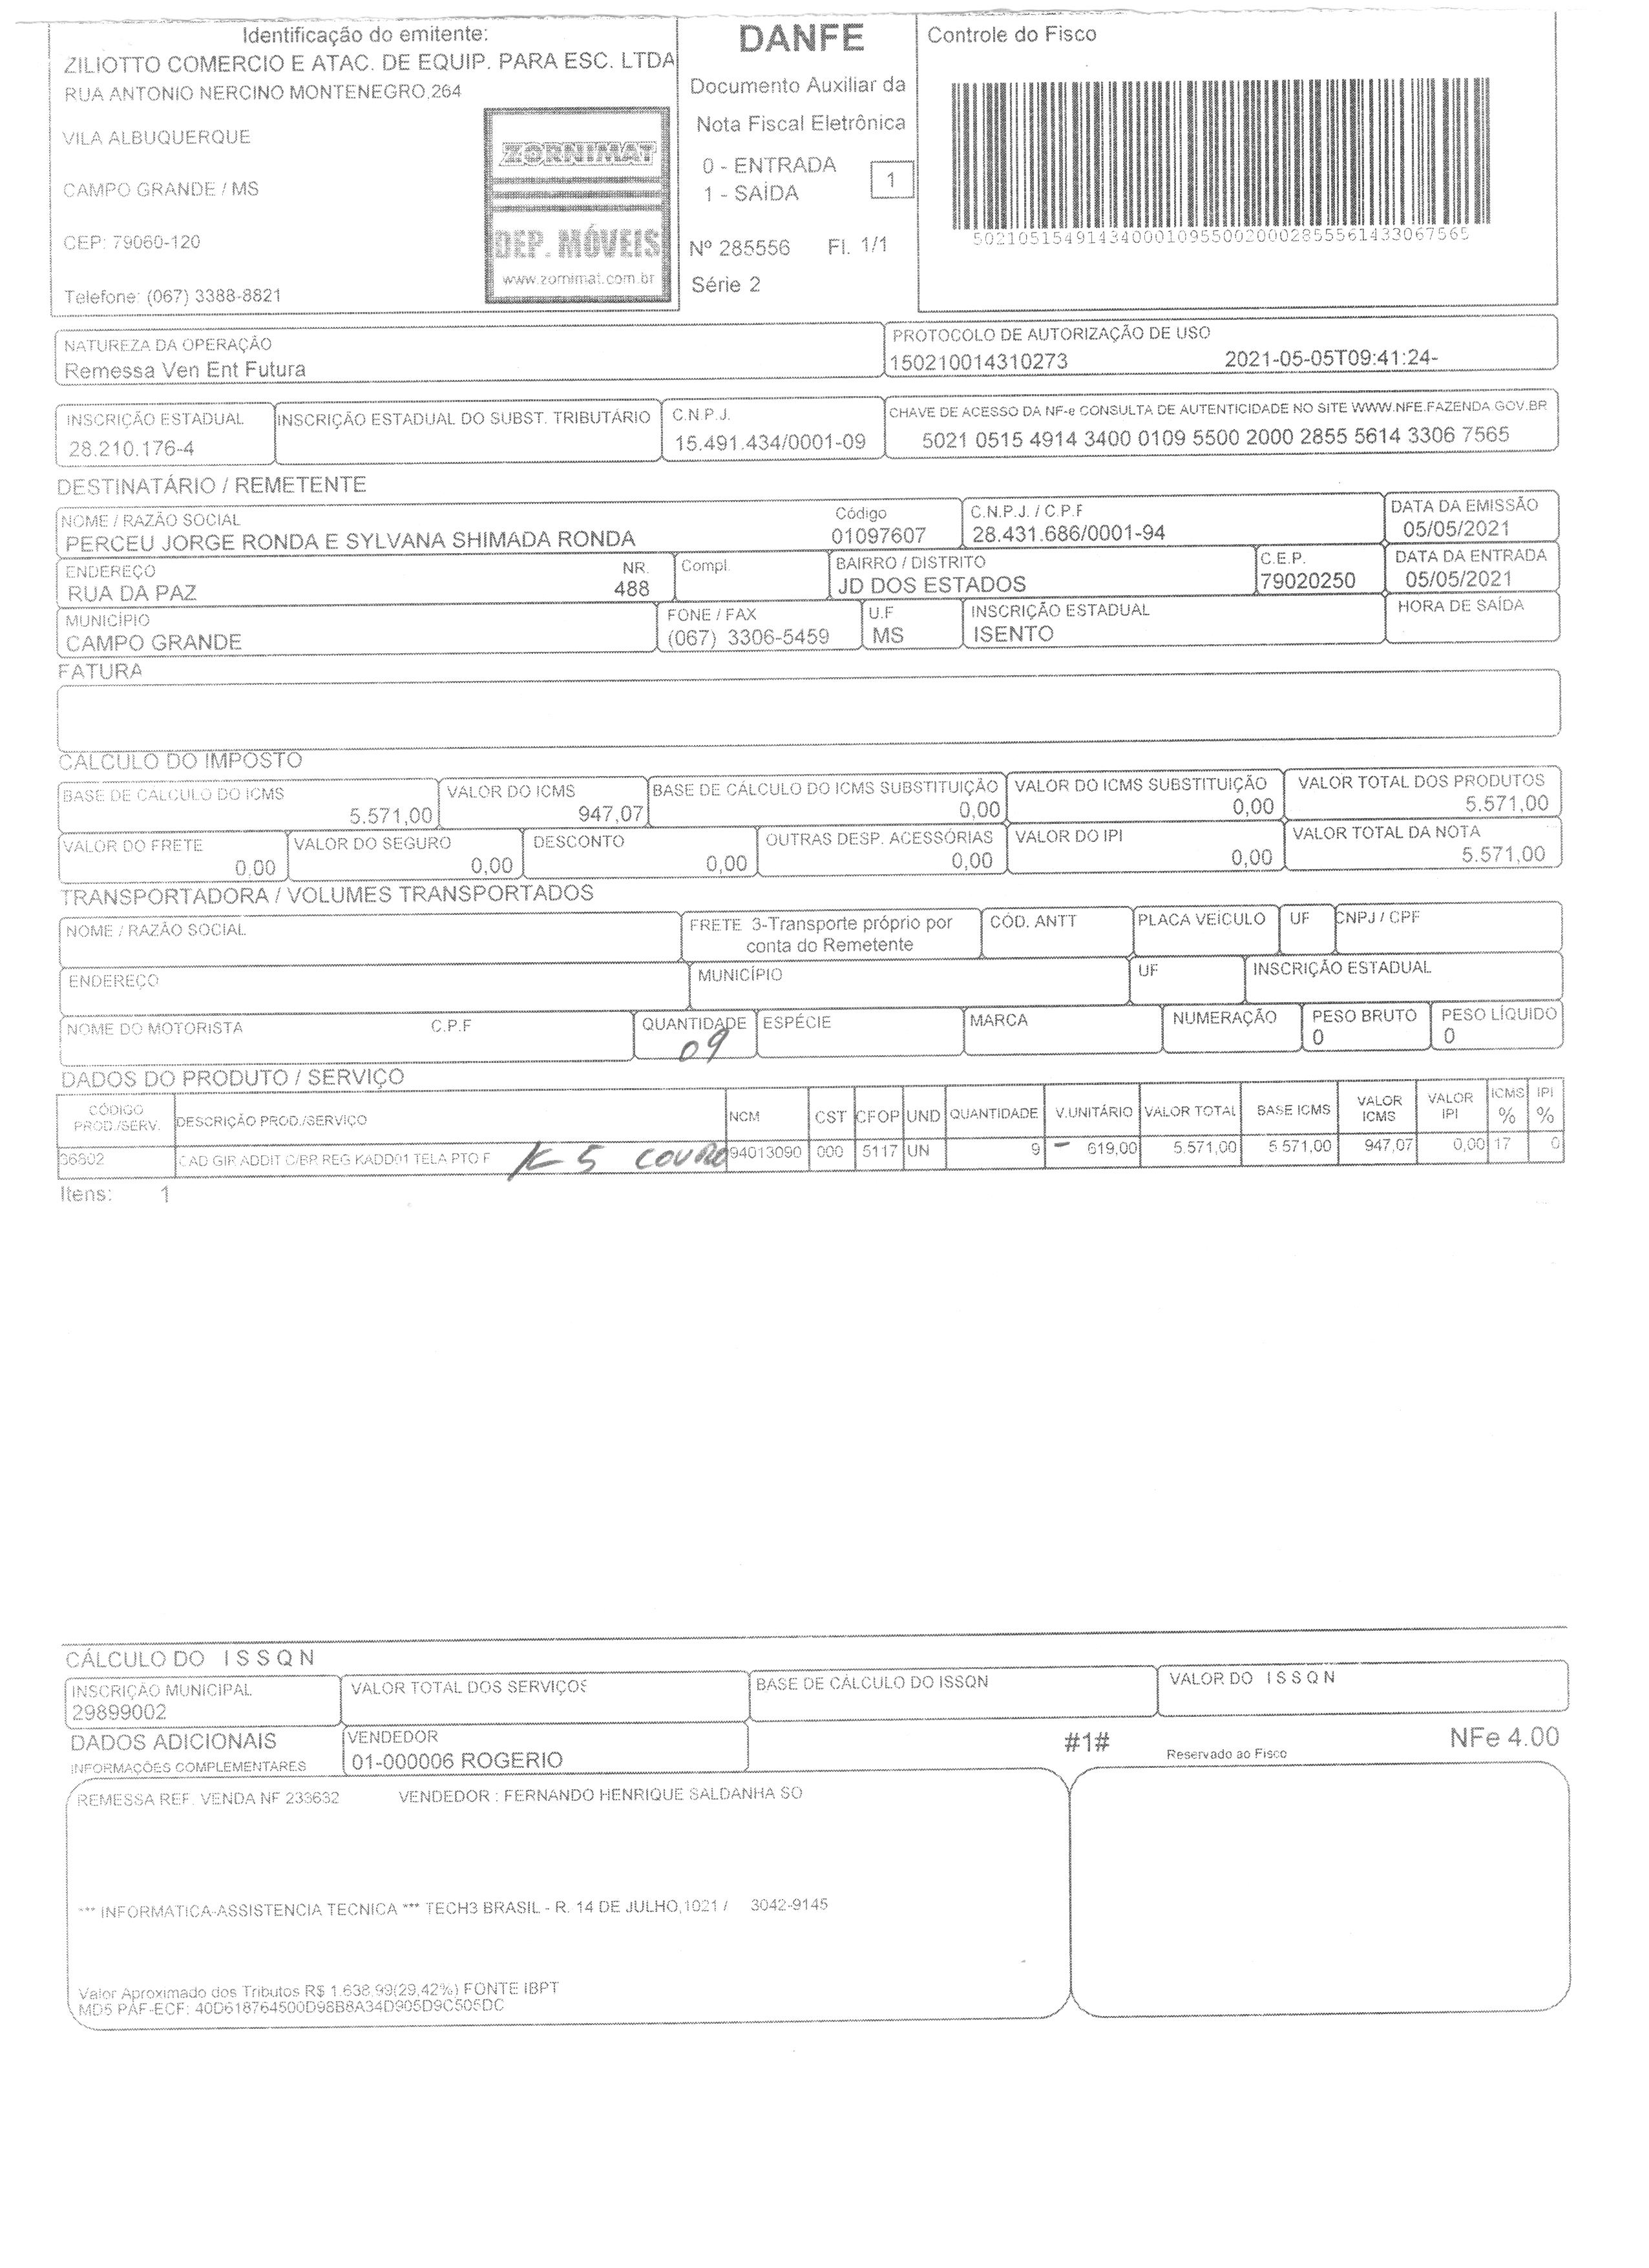 Identificação do emitente:
ZILIOTTO COMERCIO E ATAC. DE EQUIP. PARA ESC. LTDA
RUA ANTONIO NERCINO MONTENEGRO,264
VILA ALBUQUERQUE
CAMPO GRANDE / MS
CEP: 79060-120
Telefone: (067) 3388-8821
ZORNIMAT
DEP. MÓVEIS
www.zornimat.com.br
DANFE
Documento Auxiliar da
Nota Fiscal Eletrônica
0 - ENTRADA
1 - SAÍDA
1
Nº 285556 Fl. 1/1
Série 2
Controle do Fisco
50210515491434000109550020002855561433067565
NATUREZA DA OPERAÇÃO
Remessa Ven Ent Futura
PROTOCOLO DE AUTORIZAÇÃO DE USO
150210014310273 2021-05-05T09:41:24-
INSCRIÇÃO ESTADUAL
28.210.176-4
INSCRIÇÃO ESTADUAL DO SUBST. TRIBUTÁRIO
C.N.P.J.
15.491.434/0001-09
CHAVE DE ACESSO DA NF-e CONSULTA DE AUTENTICIDADE NO SITE WWW.NFE.FAZENDA.GOV.BR
5021 0515 4914 3400 0109 5500 2000 2855 5614 3306 7565
DESTINATÁRIO / REMETENTE
NOME / RAZÃO SOCIAL
PERCEU JORGE RONDA E SYLVANA SHIMADA RONDA
Código
01097607
C.N.P.J. / C.P.F
28.431.686/0001-94
DATA DA EMISSÃO
05/05/2021
ENDEREÇO
RUA DA PAZ
NR.
488
Compl.
BAIRRO / DISTRITO
JD DOS ESTADOS
C.E.P.
79020250
DATA DA ENTRADA
05/05/2021
MUNICÍPIO
CAMPO GRANDE
FONE / FAX
(067) 3306-5459
U.F
MS
INSCRIÇÃO ESTADUAL
ISENTO
HORA DE SAÍDA
FATURA
CALCULO DO IMPOSTO
BASE DE CÁLCULO DO ICMS
5.571,00
VALOR DO ICMS
947,07
BASE DE CÁLCULO DO ICMS SUBSTITUIÇÃO
0,00
VALOR DO ICMS SUBSTITUIÇÃO
0,00
VALOR TOTAL DOS PRODUTOS
5.571,00
VALOR DO FRETE
0,00
VALOR DO SEGURO
0,00
DESCONTO
0,00
OUTRAS DESP. ACESSÓRIAS
0,00
VALOR DO IPI
0,00
VALOR TOTAL DA NOTA
5.571,00
TRANSPORTADORA / VOLUMES TRANSPORTADOS
NOME / RAZÃO SOCIAL
FRETE 3-Transporte próprio por
conta do Remetente
CÓD. ANTT
PLACA VEÍCULO
UF
CNPJ / CPF
ENDEREÇO
MUNICÍPIO
UF
INSCRIÇÃO ESTADUAL
NOME DO MOTORISTA C.P.F
QUANTIDADE
09
ESPÉCIE
MARCA
NUMERAÇÃO
PESO BRUTO
0
PESO LÍQUIDO
0
DADOS DO PRODUTO / SERVIÇO
CÓDIGO PROD./SERV. DESCRIÇÃO PROD./SERVIÇO NCM CST CFOP UND QUANTIDADE V.UNITÁRIO VALOR TOTAL BASE ICMS VALOR ICMS VALOR IPI ICMS % IPI %
36602 CAD GIR ADDIT C/BR REG KADD01 TELA PTO F K-5 COURO 94013090 000 5117 UN 9 - 619,00 5.571,00 5.571,00 947,07 0,00 17 0
Itens: 1
CÁLCULO DO I S S Q N
INSCRIÇÃO MUNICIPAL
29899002
VALOR TOTAL DOS SERVIÇOS
BASE DE CÁLCULO DO ISSQN
VALOR DO I S S Q N
DADOS ADICIONAIS
INFORMAÇÕES COMPLEMENTARES
VENDEDOR
01-000006 ROGERIO
#1#
Reservado ao Fisco
NFe 4.00
REMESSA REF. VENDA NF 233632 VENDEDOR : FERNANDO HENRIQUE SALDANHA SO
*** INFORMATICA-ASSISTENCIA TECNICA *** TECH3 BRASIL - R. 14 DE JULHO,1021 / 3042-9145
Valor Aproximado dos Tributos R$ 1.638,99(29,42%) FONTE IBPT
MD5 PAF-ECF: 40D618764500D98B8A34D905D9C505DC